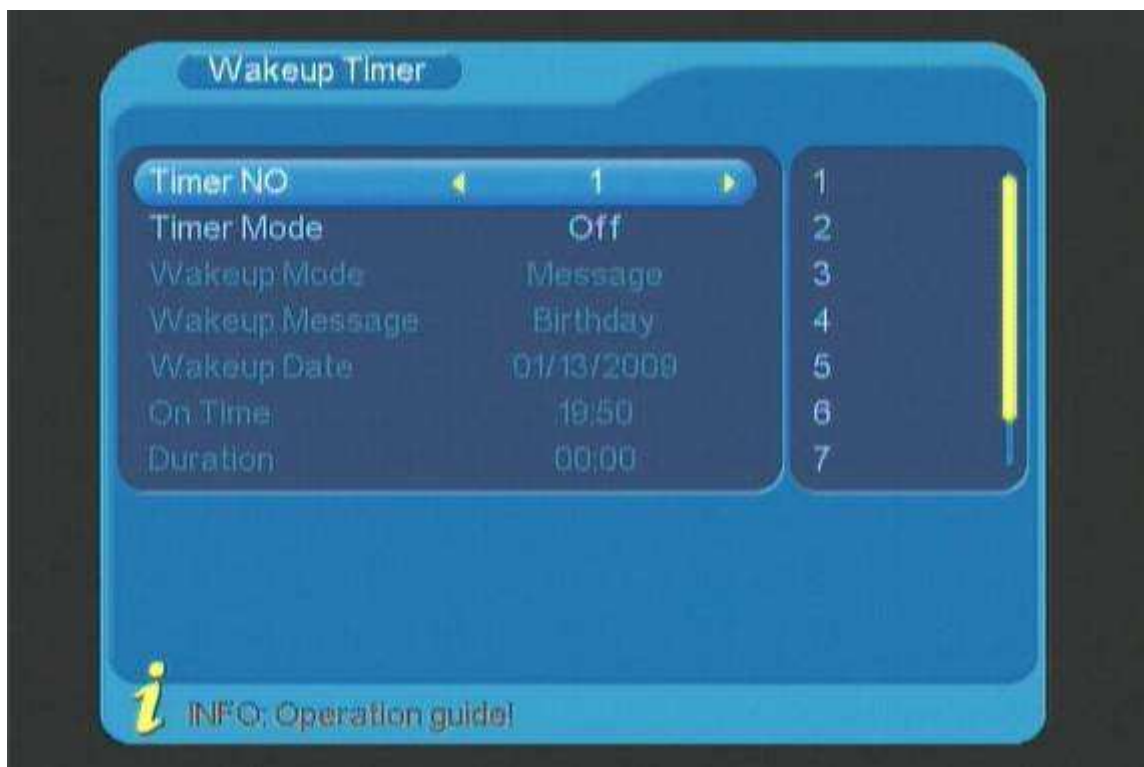 Wakeup Timer
Timer NO 1
Timer Mode Off
Wakeup Mode Message
Wakeup Message Birthday
Wakeup Date 01/13/2009
On Time 19:50
Duration 00:00
1
2
3
4
5
6
7
INFO: Operation guide!